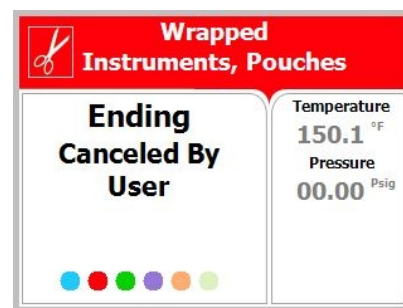 Wrapped
Instruments, Pouches
Ending
Canceled By
User
Temperature
150.1 °F
Pressure
00.00 Psig